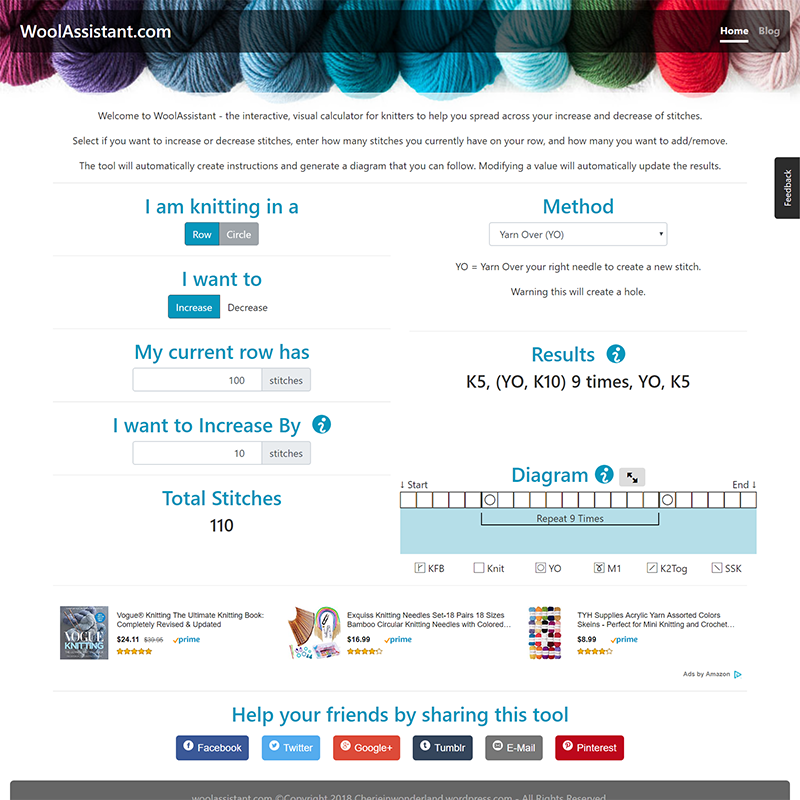 WoolAssistant.com
Home Blog
Welcome to WoolAssistant - the interactive, visual calculator for knitters to help you spread across your increase and decrease of stitches.
Select if you want to increase or decrease stitches, enter how many stitches you currently have on your row, and how many you want to add/remove.
The tool will automatically create instructions and generate a diagram that you can follow. Modifying a value will automatically update the results.
Feedback
I am knitting in a
Row Circle
I want to
Increase Decrease
My current row has
100 stitches
I want to Increase By
10 stitches
Total Stitches
110
Method
Yarn Over (YO)
YO = Yarn Over your right needle to create a new stitch.
Warning this will create a hole.
Results
K5, (YO, K10) 9 times, YO, K5
Diagram
↓ Start End ↓
Repeat 9 Times
KFB Knit YO M1 K2Tog SSK
VOGUE
KNITTING
Vogue® Knitting The Ultimate Knitting Book:
Completely Revised & Updated
$24.11 $39.95 prime
Exquiss Knitting Needles Set-18 Pairs 18 Sizes
Bamboo Circular Knitting Needles with Colored…
$16.99 prime
TYH Supplies Acrylic Yarn Assorted Colors
Skeins - Perfect for Mini Knitting and Crochet…
$8.99 prime
Ads by Amazon
Help your friends by sharing this tool
Facebook Twitter Google+ Tumblr E-Mail Pinterest
woolassistant.com ©Copyright 2018 Cherieinwonderland.wordpress.com - All Rights Reserved